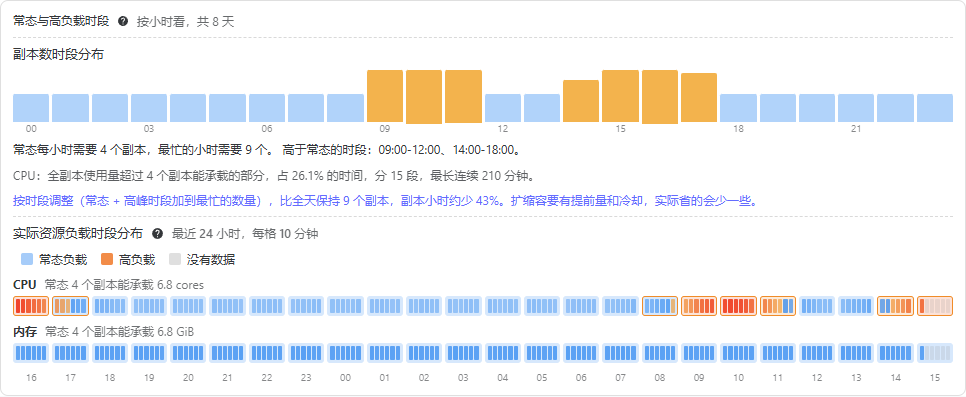 常态与高负载时段 ? 按小时看，共 8 天
副本数时段分布
00 03 06 09 12 15 18 21
常态每小时需要 4 个副本，最忙的小时需要 9 个。 高于常态的时段：09:00-12:00、14:00-18:00。
CPU：全副本使用量超过 4 个副本能承载的部分，占 26.1% 的时间，分 15 段，最长连续 210 分钟。
按时段调整（常态 + 高峰时段加到最忙的数量），比全天保持 9 个副本，副本小时约少 43%。扩缩容要有提前量和冷却，实际省的会少一些。
实际资源负载时段分布 ? 最近 24 小时，每格 10 分钟
常态负载 高负载 没有数据
CPU 常态 4 个副本能承载 6.8 cores
内存 常态 4 个副本能承载 6.8 GiB
16 17 18 19 20 21 22 23 00 01 02 03 04 05 06 07 08 09 10 11 12 13 14 15